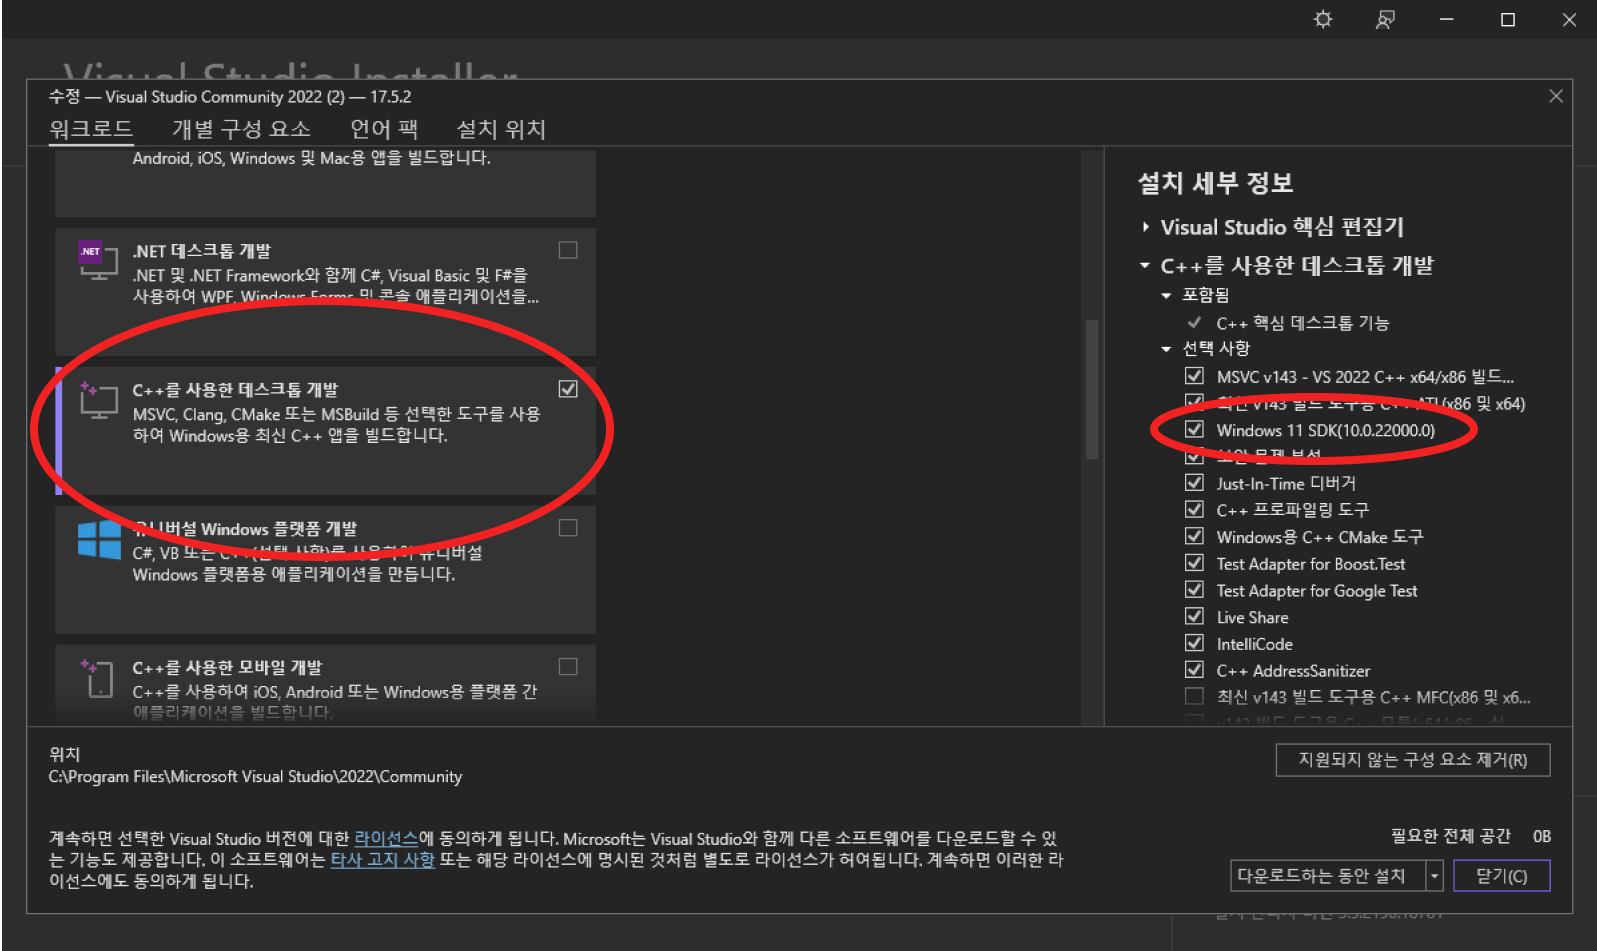 Visual Studio Installer
수정 — Visual Studio Community 2022 (2) — 17.5.2
워크로드 개별 구성 요소 언어 팩 설치 위치
Android, iOS, Windows 및 Mac용 앱을 빌드합니다.
.NET
.NET 데스크톱 개발
.NET 및 .NET Framework와 함께 C#, Visual Basic 및 F#을
사용하여 WPF, Windows Forms 및 콘솔 애플리케이션을...
C++를 사용한 데스크톱 개발
MSVC, Clang, CMake 또는 MSBuild 등 선택한 도구를 사용
하여 Windows용 최신 C++ 앱을 빌드합니다.
유니버설 Windows 플랫폼 개발
C#, VB 또는 C++(선택 사항)를 사용하여 유니버설
Windows 플랫폼용 애플리케이션을 만듭니다.
C++를 사용한 모바일 개발
C++를 사용하여 iOS, Android 또는 Windows용 플랫폼 간
애플리케이션을 빌드합니다.
설치 세부 정보
Visual Studio 핵심 편집기
C++를 사용한 데스크톱 개발
포함됨
C++ 핵심 데스크톱 기능
선택 사항
MSVC v143 - VS 2022 C++ x64/x86 빌드...
최신 v143 빌드 도구용 C++ ATL(x86 및 x64)
Windows 11 SDK(10.0.22000.0)
보안 문제 분석
Just-In-Time 디버거
C++ 프로파일링 도구
Windows용 C++ CMake 도구
Test Adapter for Boost.Test
Test Adapter for Google Test
Live Share
IntelliCode
C++ AddressSanitizer
최신 v143 빌드 도구용 C++ MFC(x86 및 x6...
위치
C:\Program Files\Microsoft Visual Studio\2022\Community
지원되지 않는 구성 요소 제거(R)
계속하면 선택한 Visual Studio 버전에 대한 라이선스에 동의하게 됩니다. Microsoft는 Visual Studio와 함께 다른 소프트웨어를 다운로드할 수 있
는 기능도 제공합니다. 이 소프트웨어는 타사 고지 사항 또는 해당 라이선스에 명시된 것처럼 별도로 라이선스가 허여됩니다. 계속하면 이러한 라
이선스에도 동의하게 됩니다.
필요한 전체 공간 0B
다운로드하는 동안 설치
닫기(C)